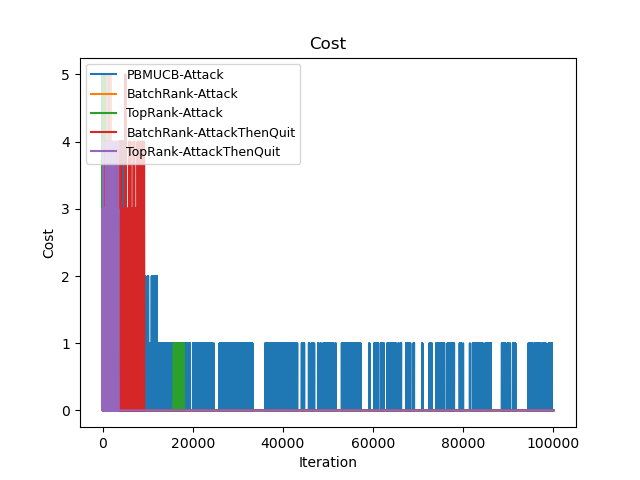 Cost
PBMUCB-Attack
BatchRank-Attack
TopRank-Attack
BatchRank-AttackThenQuit
TopRank-AttackThenQuit
5
4
3
2
1
0
Cost
0 20000 40000 60000 80000 100000
Iteration